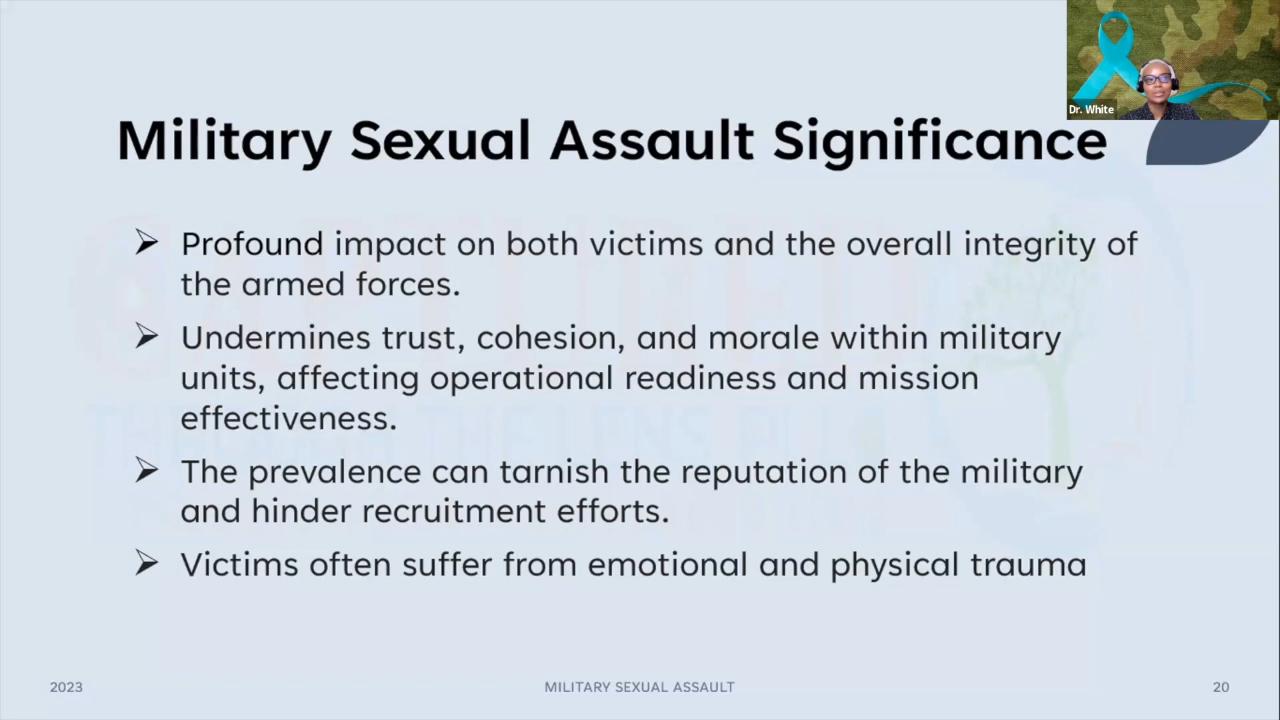 Dr. White
Military Sexual Assault Significance
➢ Profound impact on both victims and the overall integrity of
the armed forces.
➢ Undermines trust, cohesion, and morale within military
units, affecting operational readiness and mission
effectiveness.
➢ The prevalence can tarnish the reputation of the military
and hinder recruitment efforts.
➢ Victims often suffer from emotional and physical trauma
2023
MILITARY SEXUAL ASSAULT
20